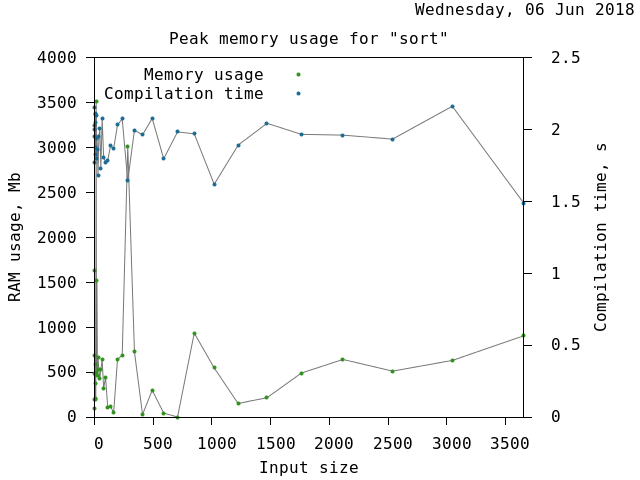 Wednesday, 06 Jun 2018
Peak memory usage for "sort"
Memory usage
Compilation time
4000
3500
3000
2500
2000
1500
1000
500
0
RAM usage, Mb
2.5
2
1.5
1
0.5
0
Compilation time, s
0 500 1000 1500 2000 2500 3000 3500
Input size